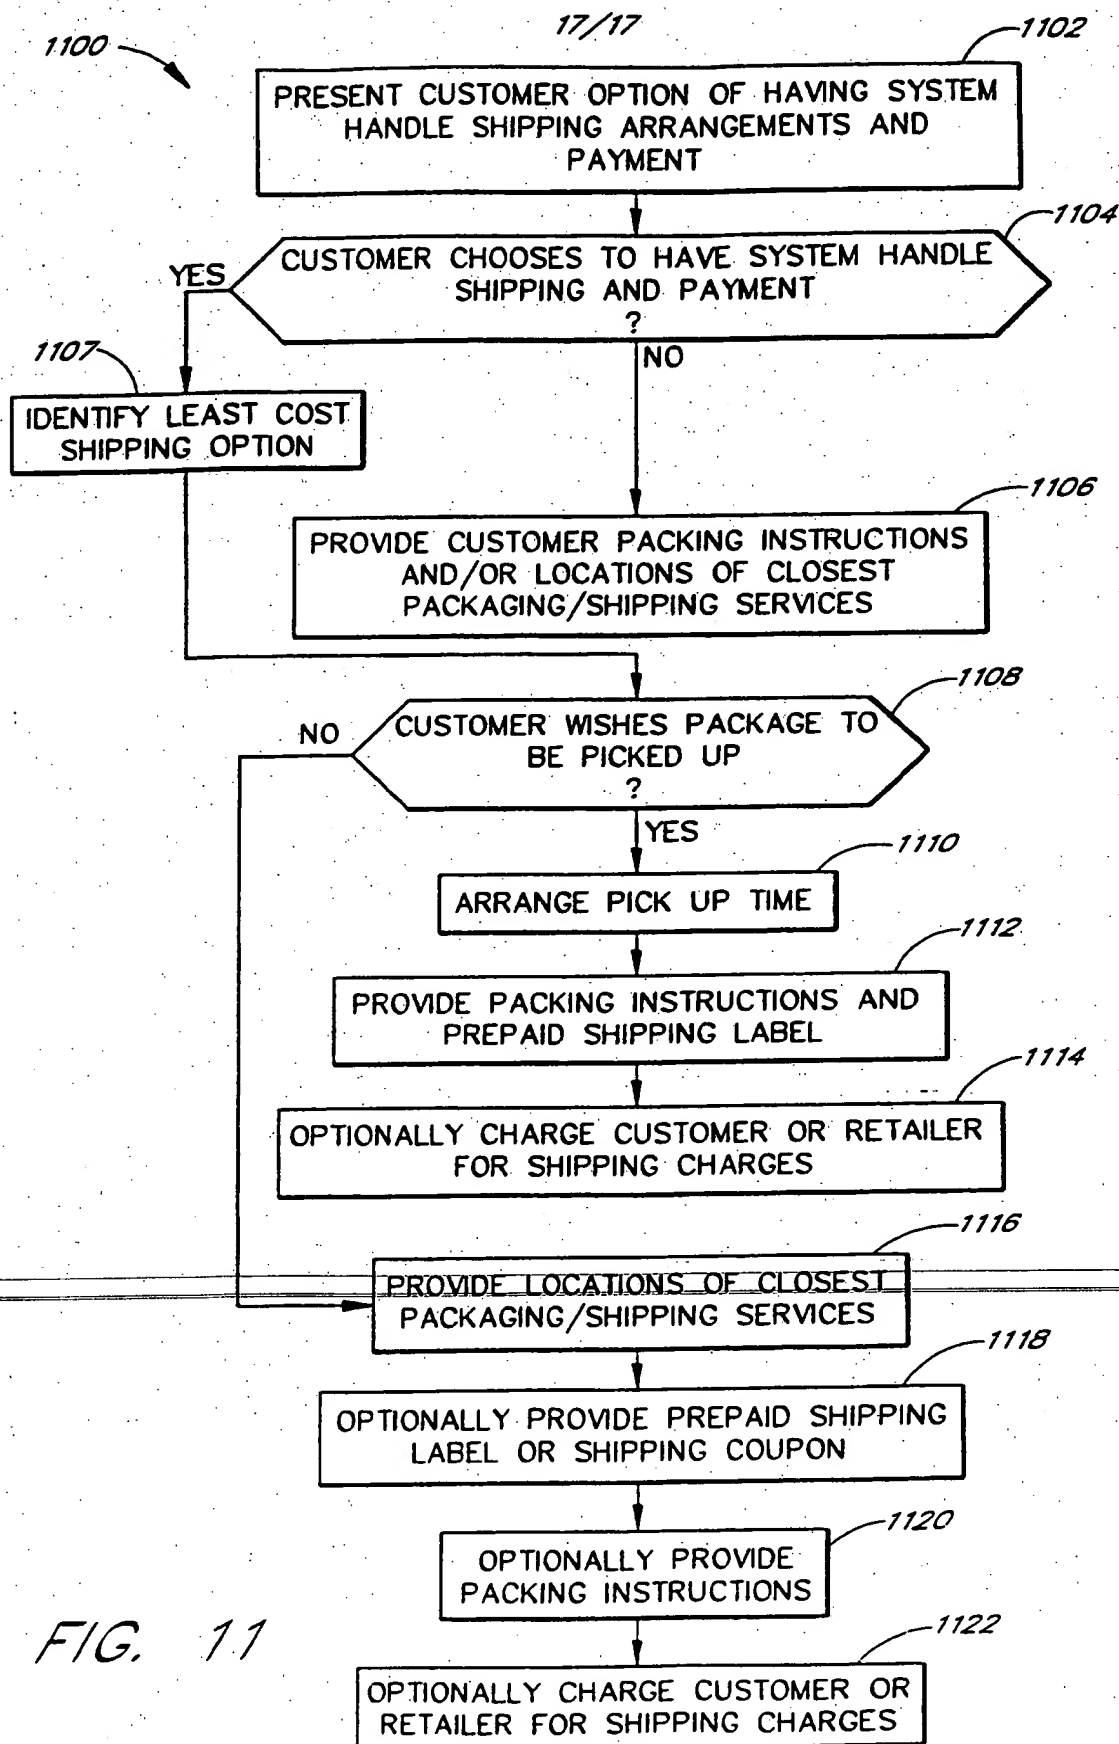 17/17
1100
1102
PRESENT CUSTOMER OPTION OF HAVING SYSTEM
HANDLE SHIPPING ARRANGEMENTS AND
PAYMENT
1104
CUSTOMER CHOOSES TO HAVE SYSTEM HANDLE
SHIPPING AND PAYMENT
?
YES
NO
1107
IDENTIFY LEAST COST
SHIPPING OPTION
1106
PROVIDE CUSTOMER PACKING INSTRUCTIONS
AND/OR LOCATIONS OF CLOSEST
PACKAGING/SHIPPING SERVICES
1108
CUSTOMER WISHES PACKAGE TO
BE PICKED UP
?
NO
YES
1110
ARRANGE PICK UP TIME
1112
PROVIDE PACKING INSTRUCTIONS AND
PREPAID SHIPPING LABEL
1114
OPTIONALLY CHARGE CUSTOMER OR RETAILER
FOR SHIPPING CHARGES
1116
PROVIDE LOCATIONS OF CLOSEST
PACKAGING/SHIPPING SERVICES
1118
OPTIONALLY PROVIDE PREPAID SHIPPING
LABEL OR SHIPPING COUPON
1120
OPTIONALLY PROVIDE
PACKING INSTRUCTIONS
1122
OPTIONALLY CHARGE CUSTOMER OR
RETAILER FOR SHIPPING CHARGES
FIG. 11